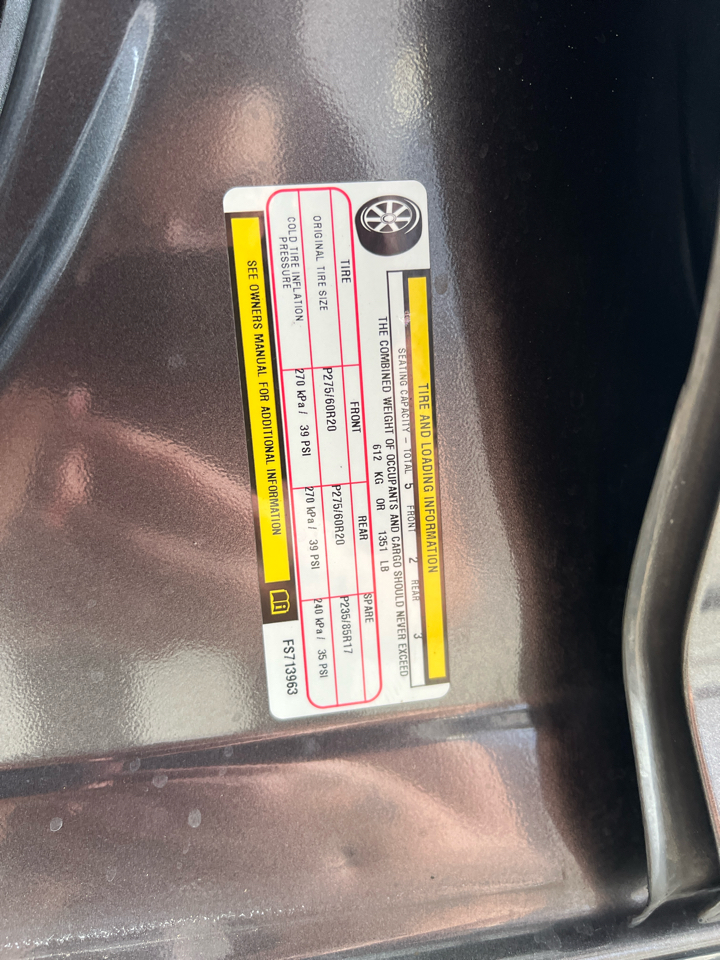 TIRE AND LOADING INFORMATION
SEATING CAPACITY – TOTAL 5 FRONT 2 REAR 3
THE COMBINED WEIGHT OF OCCUPANTS AND CARGO SHOULD NEVER EXCEED
612 KG OR 1351 LB
TIRE FRONT REAR SPARE
ORIGINAL TIRE SIZE P275/60R20 P275/60R20 P235/85R17
COLD TIRE INFLATION PRESSURE 270 kPa / 39 PSI 270 kPa / 39 PSI 240 kPa / 35 PSI
SEE OWNERS MANUAL FOR ADDITIONAL INFORMATION
FS713963